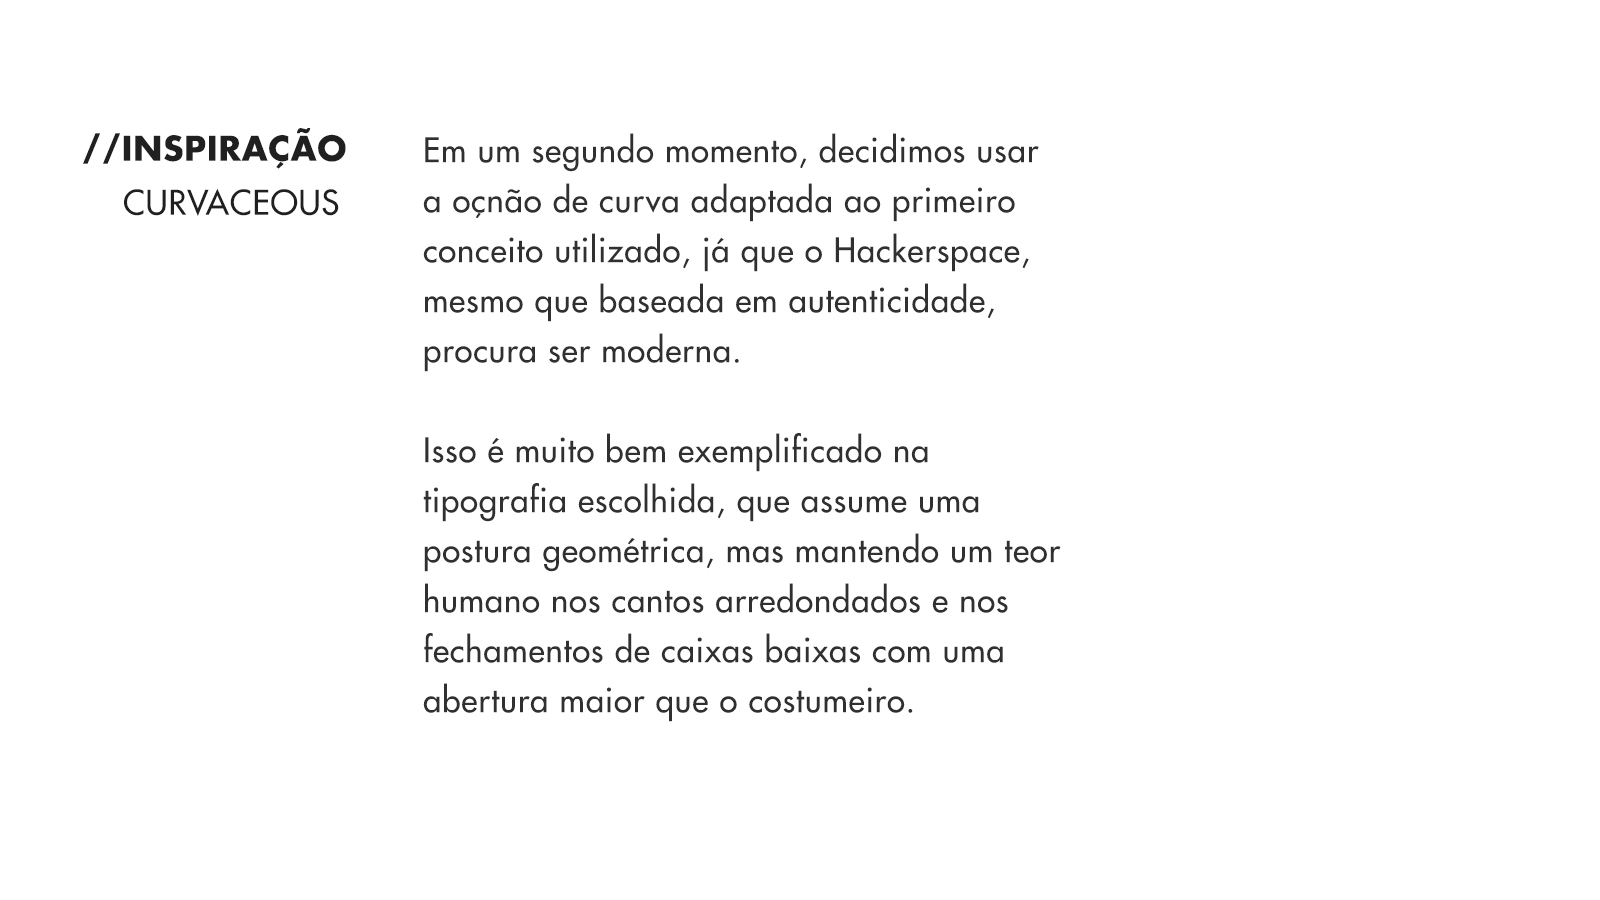 //INSPIRAÇÃO
CURVACEOUS
Em um segundo momento, decidimos usar
a oçnão de curva adaptada ao primeiro
conceito utilizado, já que o Hackerspace,
mesmo que baseada em autenticidade,
procura ser moderna.
Isso é muito bem exemplificado na
tipografia escolhida, que assume uma
postura geométrica, mas mantendo um teor
humano nos cantos arredondados e nos
fechamentos de caixas baixas com uma
abertura maior que o costumeiro.